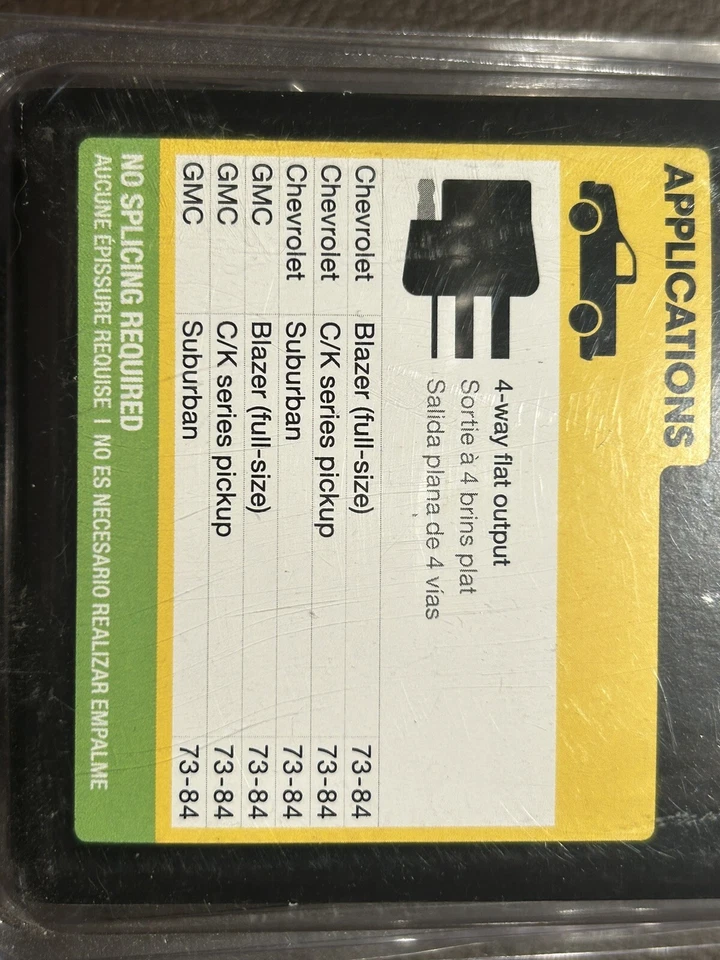 APPLICATIONS
4-way flat output
Sortie à 4 brins plat
Salida plana de 4 vías
Chevrolet Blazer (full-size) 73-84
Chevrolet C/K series pickup 73-84
Chevrolet Suburban 73-84
GMC Blazer (full-size) 73-84
GMC C/K series pickup 73-84
GMC Suburban 73-84
NO SPLICING REQUIRED
AUCUNE ÉPISSURE REQUISE | NO ES NECESARIO REALIZAR EMPALME